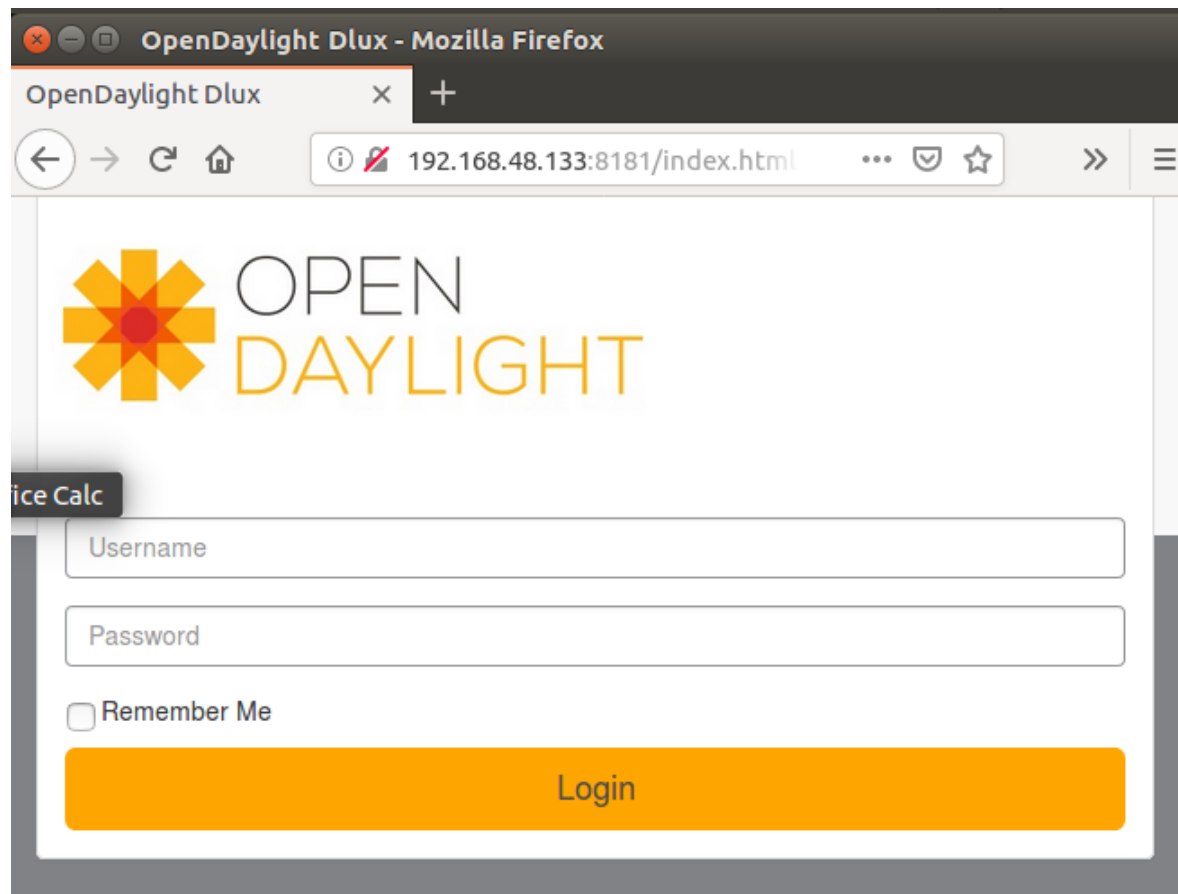 OpenDaylight Dlux - Mozilla Firefox
OpenDaylight Dlux
192.168.48.133:8181/index.html
OPEN
DAYLIGHT
ice Calc
Username
Password
Remember Me
Login